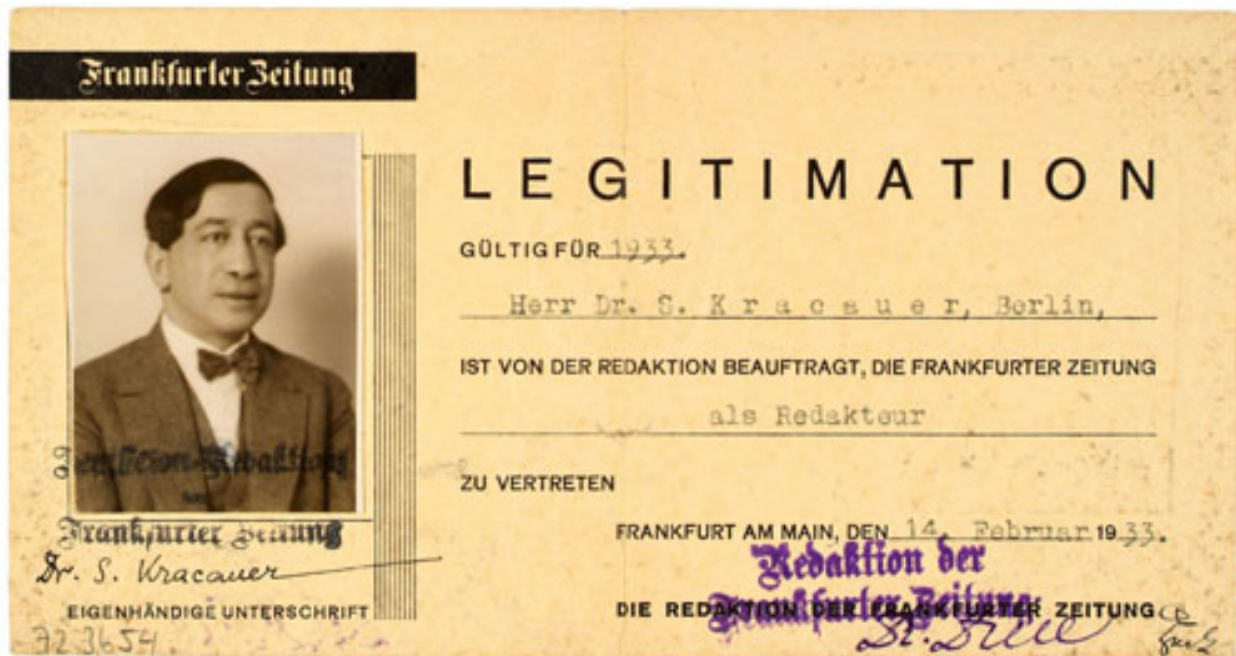 Frankfurter Zeitung
LEGITIMATION
GÜLTIG FÜR 1933.
Herr Dr. S. Kracauer, Berlin,
IST VON DER REDAKTION BEAUFTRAGT, DIE FRANKFURTER ZEITUNG
als Redakteur
ZU VERTRETEN
FRANKFURT AM MAIN, DEN 14. Februar 1933.
Redaktion der
Frankfurter Zeitung
DIE REDAKTION DER FRANKFURTER ZEITUNG
Redaktion
Frankfurter Zeitung
Dr. S. Kracauer
EIGENHÄNDIGE UNTERSCHRIFT
723654.